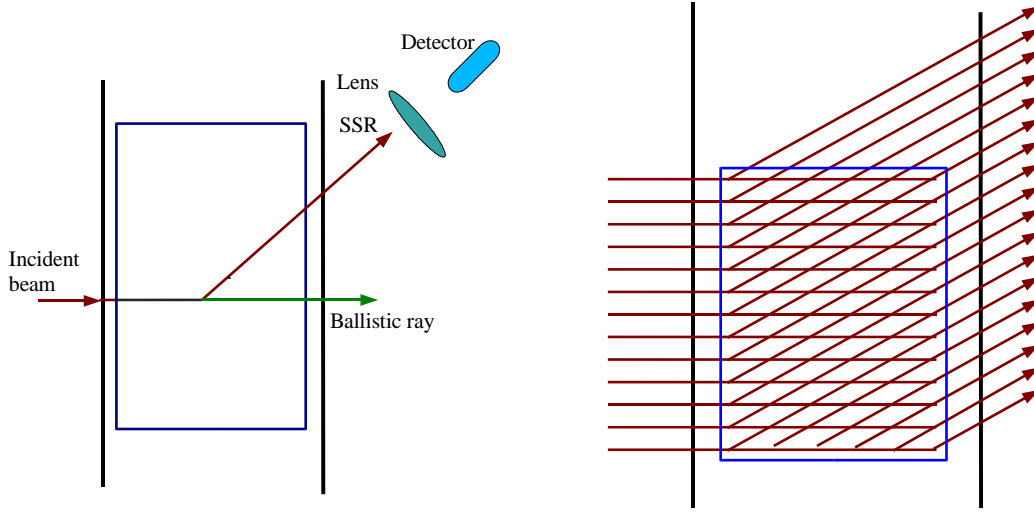 Detector
Lens
SSR
Incident
beam
Ballistic ray